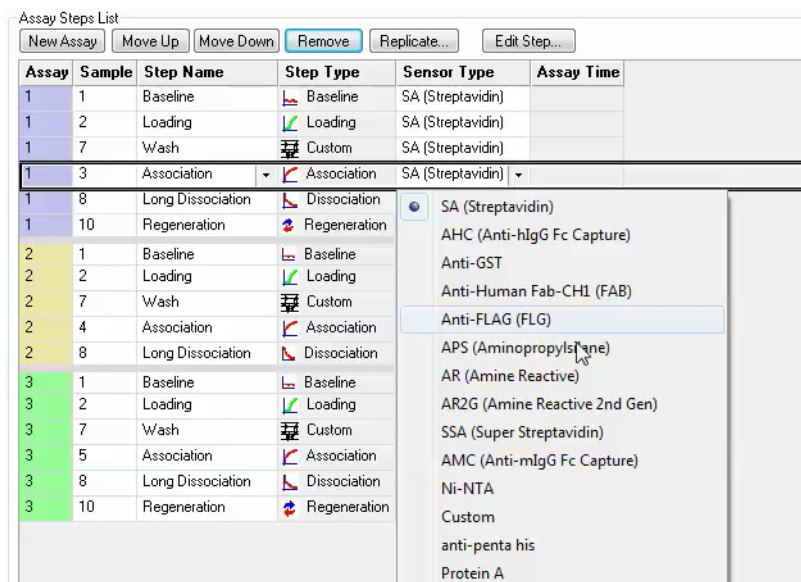 Assay Steps List
New Assay Move Up Move Down Remove Replicate... Edit Step...
Assay Sample Step Name Step Type Sensor Type Assay Time
1 1 Baseline Baseline SA (Streptavidin)
1 2 Loading Loading SA (Streptavidin)
1 7 Wash Custom SA (Streptavidin)
1 3 Association Association SA (Streptavidin)
1 8 Long Dissociation Dissociation
1 10 Regeneration Regeneration
2 1 Baseline Baseline
2 2 Loading Loading
2 7 Wash Custom
2 4 Association Association
2 8 Long Dissociation Dissociation
3 1 Baseline Baseline
3 2 Loading Loading
3 7 Wash Custom
3 5 Association Association
3 8 Long Dissociation Dissociation
3 10 Regeneration Regeneration
SA (Streptavidin)
AHC (Anti-hIgG Fc Capture)
Anti-GST
Anti-Human Fab-CH1 (FAB)
Anti-FLAG (FLG)
APS (Aminopropylsilane)
AR (Amine Reactive)
AR2G (Amine Reactive 2nd Gen)
SSA (Super Streptavidin)
AMC (Anti-mIgG Fc Capture)
Ni-NTA
Custom
anti-penta his
Protein A